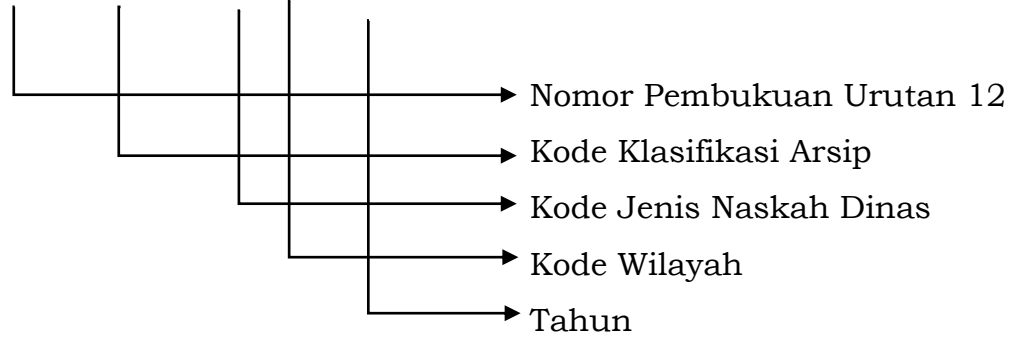 Nomor Pembukuan Urutan 12
Kode Klasifikasi Arsip
Kode Jenis Naskah Dinas
Kode Wilayah
Tahun